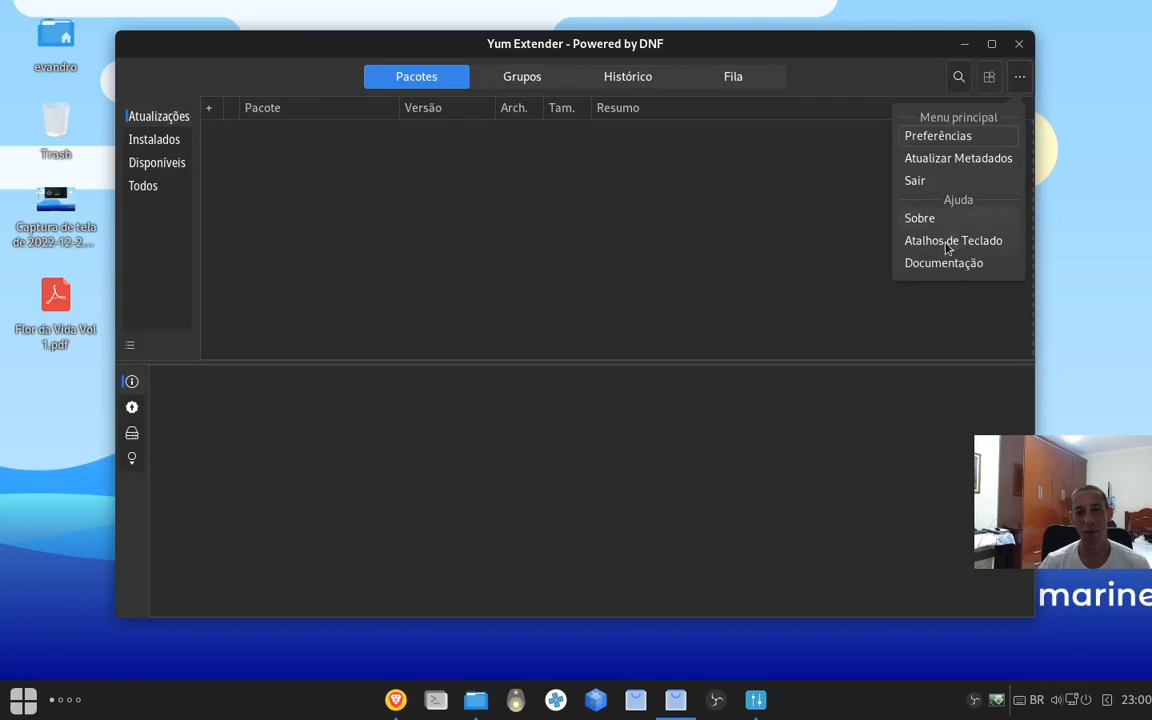 evandro
Trash
Captura de tela
de 2022-12-2...
Flor da Vida Vol
1.pdf
Yum Extender - Powered by DNF
Pacotes
Grupos
Histórico
Fila
Atualizações
Instalados
Disponíveis
Todos
+
Pacote
Versão
Arch.
Tam.
Resumo
Menu principal
Preferências
Atualizar Metadados
Sair
Ajuda
Sobre
Atalhos de Teclado
Documentação
marine
BR
23:00